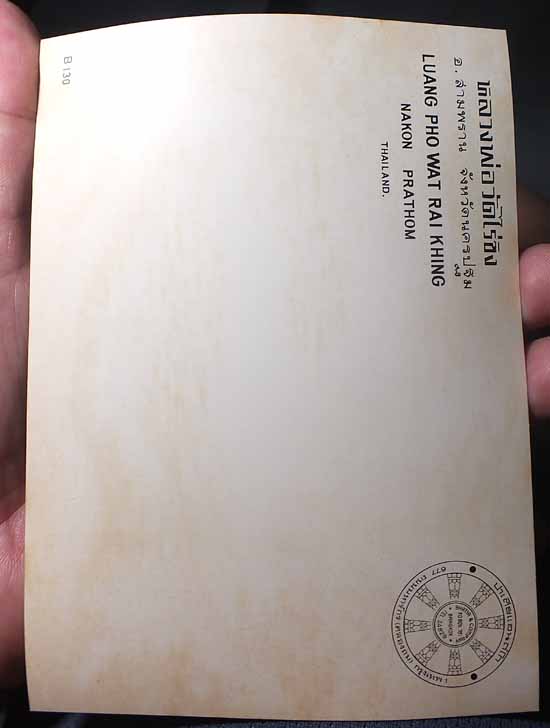 หลวงพ่อวัดไร่ขิง
อ. สามพราน จังหวัดนครปฐม
LUANG PHO WAT RAI KHING
NAKON PRATHOM
THAILAND.
B 130
677
BANGKOK